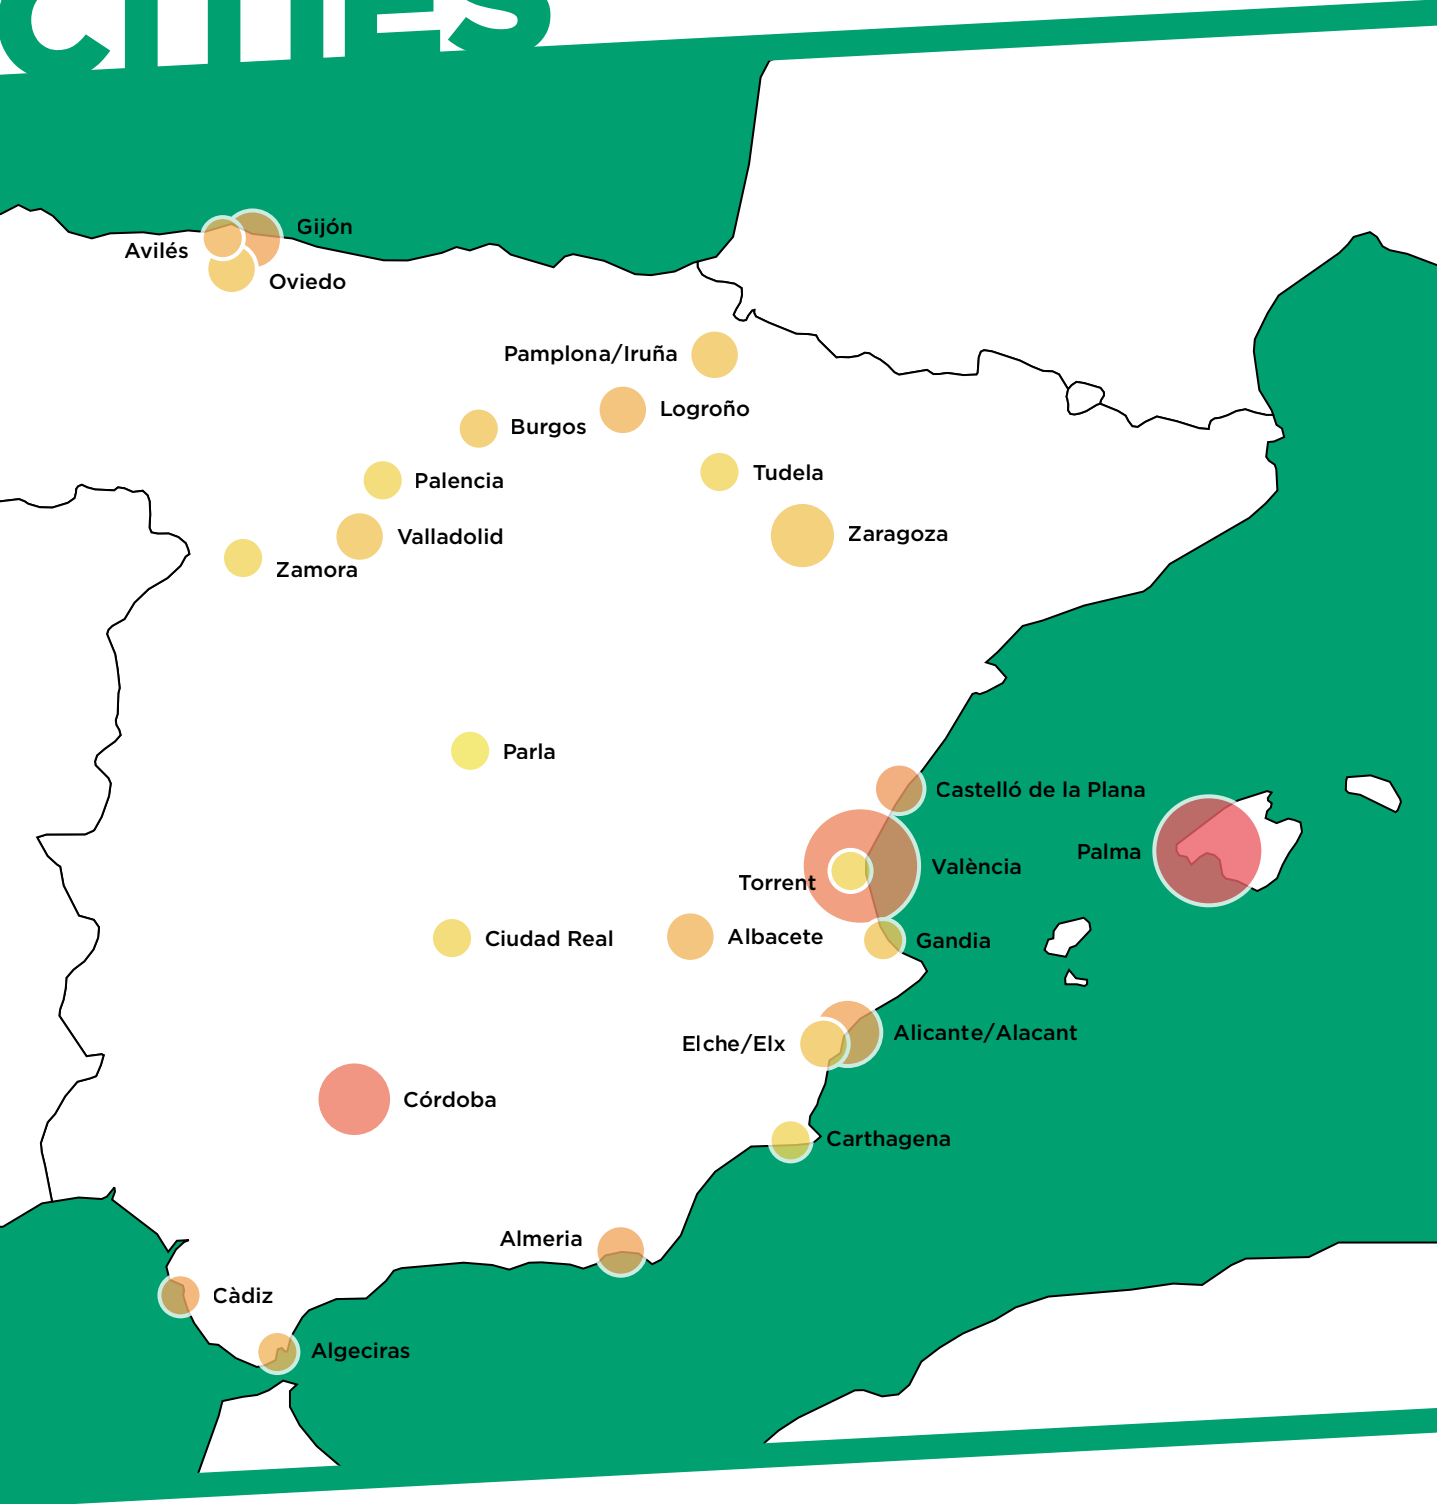 CITIES
Gijón
Avilés
Oviedo
Pamplona/Iruña
Logroño
Burgos
Tudela
Palencia
Zaragoza
Valladolid
Zamora
Parla
Castelló de la Plana
Palma
València
Torrent
Ciudad Real
Albacete
Gandia
Alicante/Alacant
Elche/Elx
Córdoba
Carthagena
Almeria
Càdiz
Algeciras